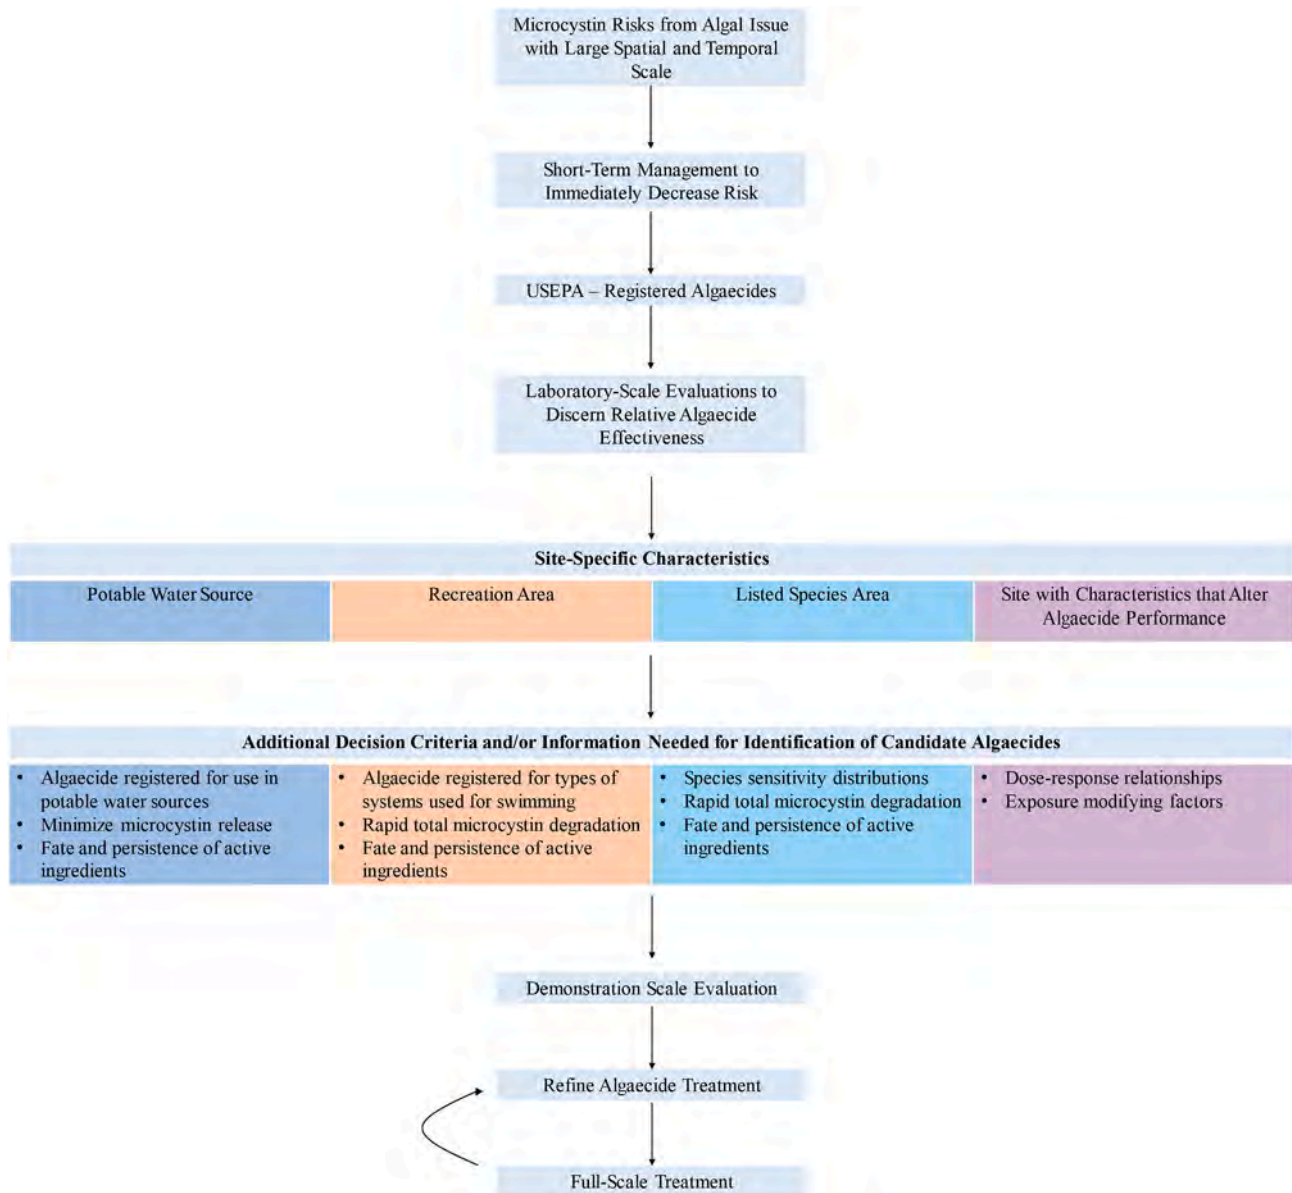 Microcystin Risks from Algal Issue
with Large Spatial and Temporal
Scale
Short-Term Management to
Immediately Decrease Risk
USEPA – Registered Algaecides
Laboratory-Scale Evaluations to
Discern Relative Algaecide
Effectiveness
Site-Specific Characteristics
Potable Water Source
Recreation Area
Listed Species Area
Site with Characteristics that Alter
Algaecide Performance
Additional Decision Criteria and/or Information Needed for Identification of Candidate Algaecides
• Algaecide registered for use in
potable water sources
• Minimize microcystin release
• Fate and persistence of active
ingredients
• Algaecide registered for types of
systems used for swimming
• Rapid total microcystin degradation
• Fate and persistence of active
ingredients
• Species sensitivity distributions
• Rapid total microcystin degradation
• Fate and persistence of active
ingredients
• Dose-response relationships
• Exposure modifying factors
Demonstration Scale Evaluation
Refine Algaecide Treatment
Full-Scale Treatment